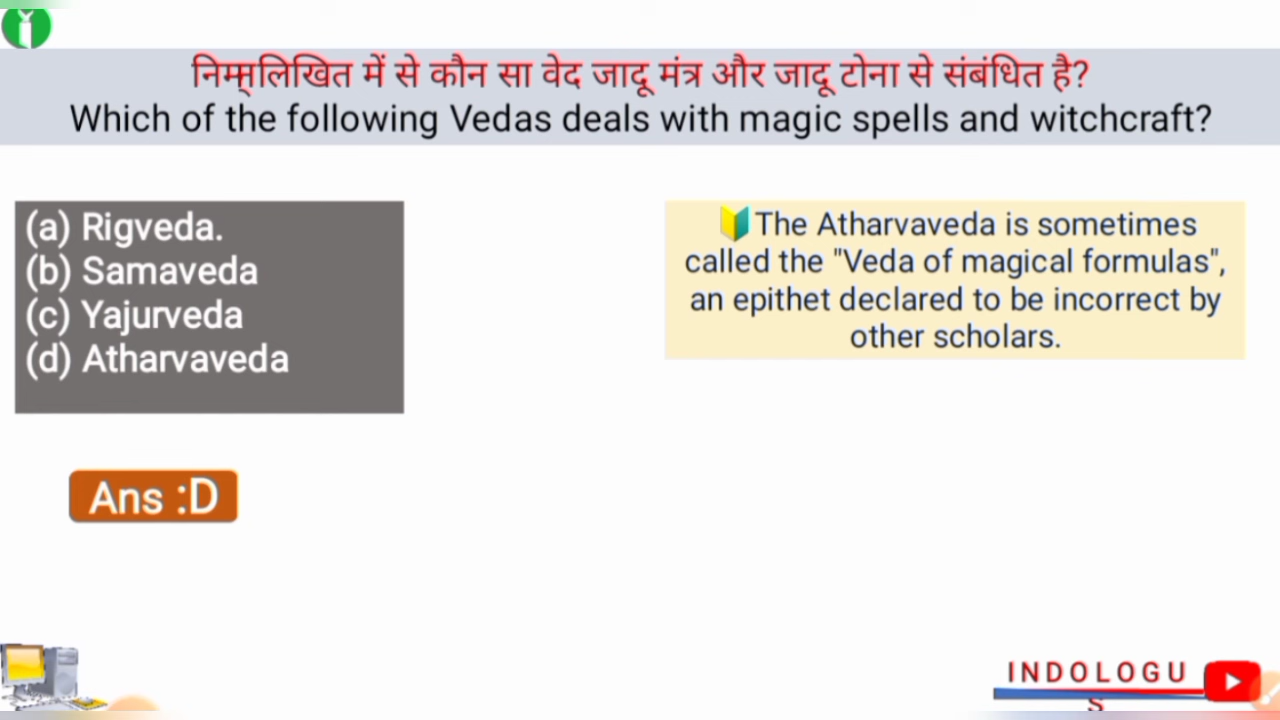 निम्नलिखित में से कौन सा वेद जादू मंत्र और जादू टोना से संबंधित है?
Which of the following Vedas deals with magic spells and witchcraft?
(a) Rigveda.
(b) Samaveda
(c) Yajurveda
(d) Atharvaveda
🔰The Atharvaveda is sometimes
called the "Veda of magical formulas",
an epithet declared to be incorrect by
other scholars.
Ans :D
INDOLOGU
S